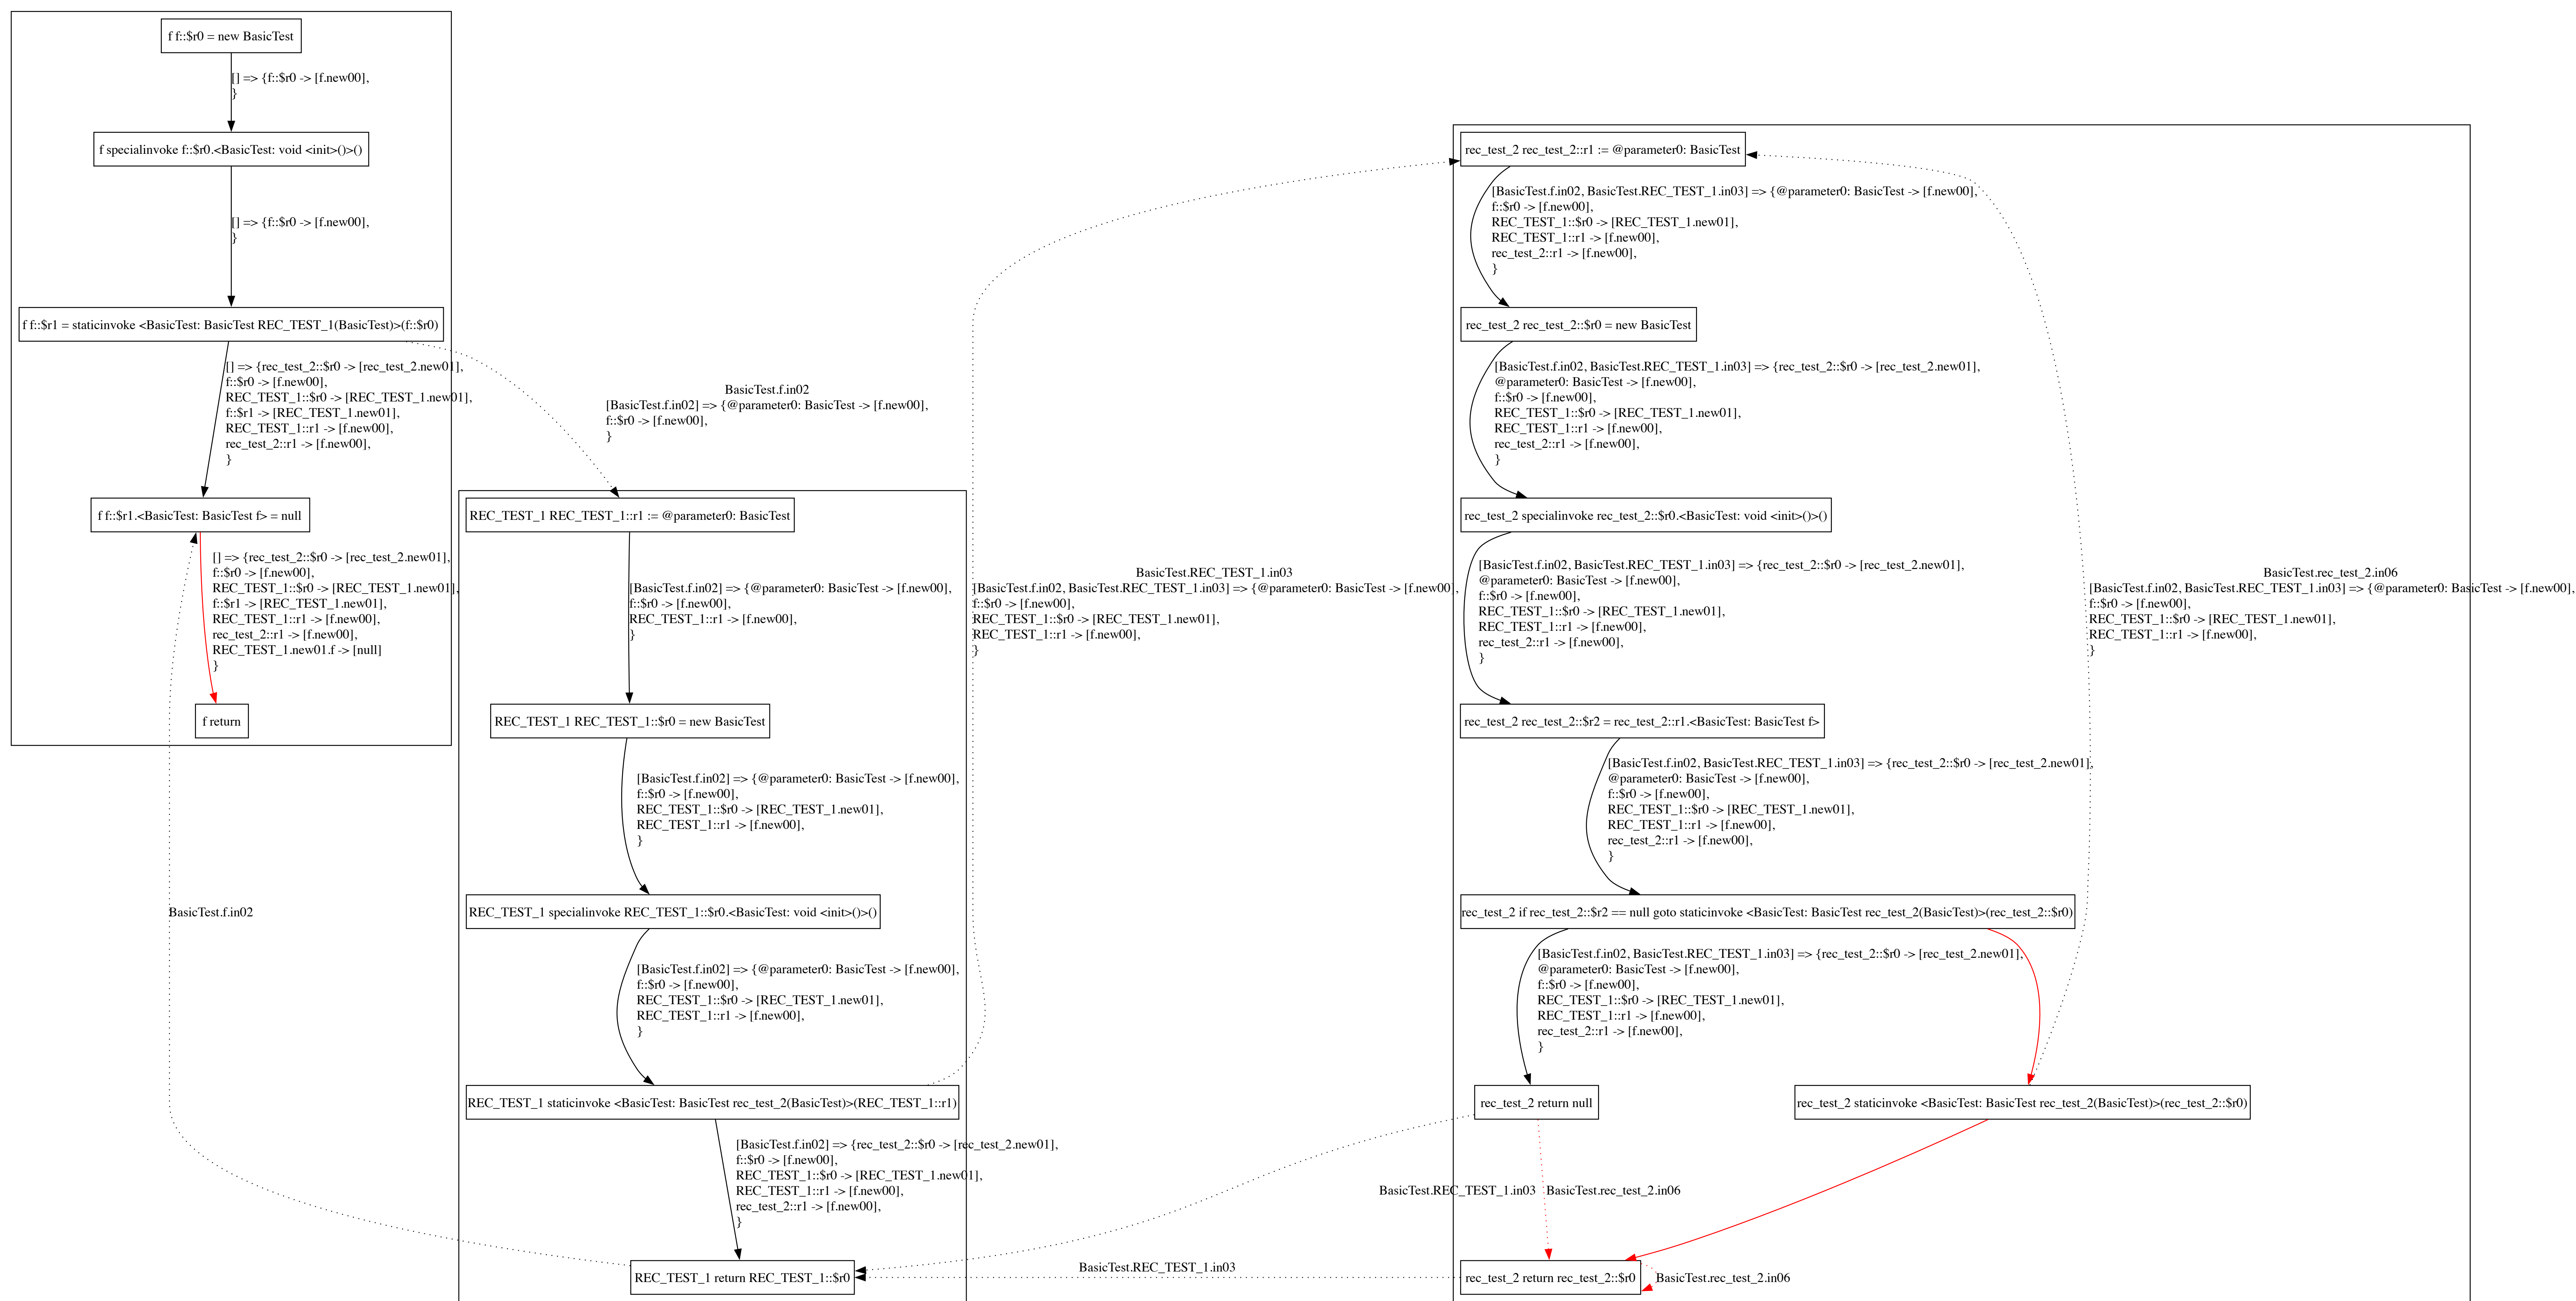 f f::$r0 = new BasicTest
[] => {f::$r0 -> [f.new00],
}
f specialinvoke f::$r0.<BasicTest: void <init>()>()
[] => {f::$r0 -> [f.new00],
}
f f::$r1 = staticinvoke <BasicTest: BasicTest REC_TEST_1(BasicTest)>(f::$r0)
[] => {rec_test_2::$r0 -> [rec_test_2.new01],
f::$r0 -> [f.new00],
REC_TEST_1::$r0 -> [REC_TEST_1.new01],
f::$r1 -> [REC_TEST_1.new01],
REC_TEST_1::r1 -> [f.new00],
rec_test_2::r1 -> [f.new00],
}
f f::$r1.<BasicTest: BasicTest f> = null
[] => {rec_test_2::$r0 -> [rec_test_2.new01],
f::$r0 -> [f.new00],
REC_TEST_1::$r0 -> [REC_TEST_1.new01],
f::$r1 -> [REC_TEST_1.new01],
REC_TEST_1::r1 -> [f.new00],
rec_test_2::r1 -> [f.new00],
REC_TEST_1.new01.f -> [null]
}
f return
BasicTest.f.in02
BasicTest.f.in02
[BasicTest.f.in02] => {@parameter0: BasicTest -> [f.new00],
f::$r0 -> [f.new00],
}
REC_TEST_1 REC_TEST_1::r1 := @parameter0: BasicTest
[BasicTest.f.in02] => {@parameter0: BasicTest -> [f.new00],
f::$r0 -> [f.new00],
REC_TEST_1::r1 -> [f.new00],
}
REC_TEST_1 REC_TEST_1::$r0 = new BasicTest
[BasicTest.f.in02] => {@parameter0: BasicTest -> [f.new00],
f::$r0 -> [f.new00],
REC_TEST_1::$r0 -> [REC_TEST_1.new01],
REC_TEST_1::r1 -> [f.new00],
}
REC_TEST_1 specialinvoke REC_TEST_1::$r0.<BasicTest: void <init>()>()
[BasicTest.f.in02] => {@parameter0: BasicTest -> [f.new00],
f::$r0 -> [f.new00],
REC_TEST_1::$r0 -> [REC_TEST_1.new01],
REC_TEST_1::r1 -> [f.new00],
}
REC_TEST_1 staticinvoke <BasicTest: BasicTest rec_test_2(BasicTest)>(REC_TEST_1::r1)
[BasicTest.f.in02] => {rec_test_2::$r0 -> [rec_test_2.new01],
f::$r0 -> [f.new00],
REC_TEST_1::$r0 -> [REC_TEST_1.new01],
REC_TEST_1::r1 -> [f.new00],
rec_test_2::r1 -> [f.new00],
}
REC_TEST_1 return REC_TEST_1::$r0
BasicTest.REC_TEST_1.in03
[BasicTest.f.in02, BasicTest.REC_TEST_1.in03] => {@parameter0: BasicTest -> [f.new00],
f::$r0 -> [f.new00],
REC_TEST_1::$r0 -> [REC_TEST_1.new01],
REC_TEST_1::r1 -> [f.new00],
}
rec_test_2 rec_test_2::r1 := @parameter0: BasicTest
[BasicTest.f.in02, BasicTest.REC_TEST_1.in03] => {@parameter0: BasicTest -> [f.new00],
f::$r0 -> [f.new00],
REC_TEST_1::$r0 -> [REC_TEST_1.new01],
REC_TEST_1::r1 -> [f.new00],
rec_test_2::r1 -> [f.new00],
}
rec_test_2 rec_test_2::$r0 = new BasicTest
[BasicTest.f.in02, BasicTest.REC_TEST_1.in03] => {rec_test_2::$r0 -> [rec_test_2.new01],
@parameter0: BasicTest -> [f.new00],
f::$r0 -> [f.new00],
REC_TEST_1::$r0 -> [REC_TEST_1.new01],
REC_TEST_1::r1 -> [f.new00],
rec_test_2::r1 -> [f.new00],
}
rec_test_2 specialinvoke rec_test_2::$r0.<BasicTest: void <init>()>()
[BasicTest.f.in02, BasicTest.REC_TEST_1.in03] => {rec_test_2::$r0 -> [rec_test_2.new01],
@parameter0: BasicTest -> [f.new00],
f::$r0 -> [f.new00],
REC_TEST_1::$r0 -> [REC_TEST_1.new01],
REC_TEST_1::r1 -> [f.new00],
rec_test_2::r1 -> [f.new00],
}
rec_test_2 rec_test_2::$r2 = rec_test_2::r1.<BasicTest: BasicTest f>
[BasicTest.f.in02, BasicTest.REC_TEST_1.in03] => {rec_test_2::$r0 -> [rec_test_2.new01],
@parameter0: BasicTest -> [f.new00],
f::$r0 -> [f.new00],
REC_TEST_1::$r0 -> [REC_TEST_1.new01],
REC_TEST_1::r1 -> [f.new00],
rec_test_2::r1 -> [f.new00],
}
rec_test_2 if rec_test_2::$r2 == null goto staticinvoke <BasicTest: BasicTest rec_test_2(BasicTest)>(rec_test_2::$r0)
[BasicTest.f.in02, BasicTest.REC_TEST_1.in03] => {rec_test_2::$r0 -> [rec_test_2.new01],
@parameter0: BasicTest -> [f.new00],
f::$r0 -> [f.new00],
REC_TEST_1::$r0 -> [REC_TEST_1.new01],
REC_TEST_1::r1 -> [f.new00],
rec_test_2::r1 -> [f.new00],
}
rec_test_2 return null
rec_test_2 staticinvoke <BasicTest: BasicTest rec_test_2(BasicTest)>(rec_test_2::$r0)
BasicTest.rec_test_2.in06
[BasicTest.f.in02, BasicTest.REC_TEST_1.in03] => {@parameter0: BasicTest -> [f.new00],
f::$r0 -> [f.new00],
REC_TEST_1::$r0 -> [REC_TEST_1.new01],
REC_TEST_1::r1 -> [f.new00],
}
BasicTest.REC_TEST_1.in03
BasicTest.rec_test_2.in06
BasicTest.REC_TEST_1.in03
rec_test_2 return rec_test_2::$r0
BasicTest.rec_test_2.in06